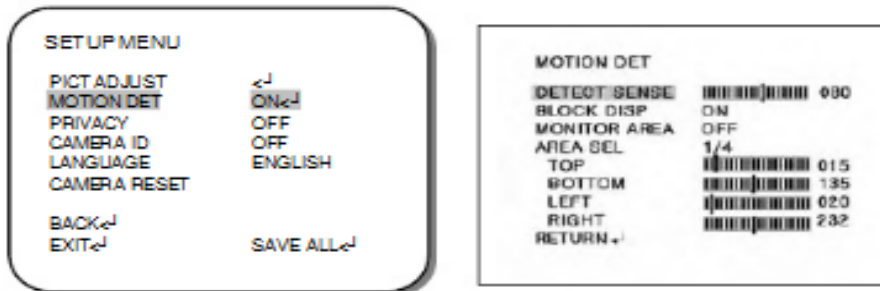 SETUP MENU
PICT ADJUST ↵
MOTION DET ON↵
PRIVACY OFF
CAMERA ID OFF
LANGUAGE ENGLISH
CAMERA RESET
BACK↵
EXIT↵ SAVE ALL↵
MOTION DET
DETECT SENSE 080
BLOCK DISP ON
MONITOR AREA OFF
AREA SEL 1/4
TOP 015
BOTTOM 135
LEFT 020
RIGHT 232
RETURN↵